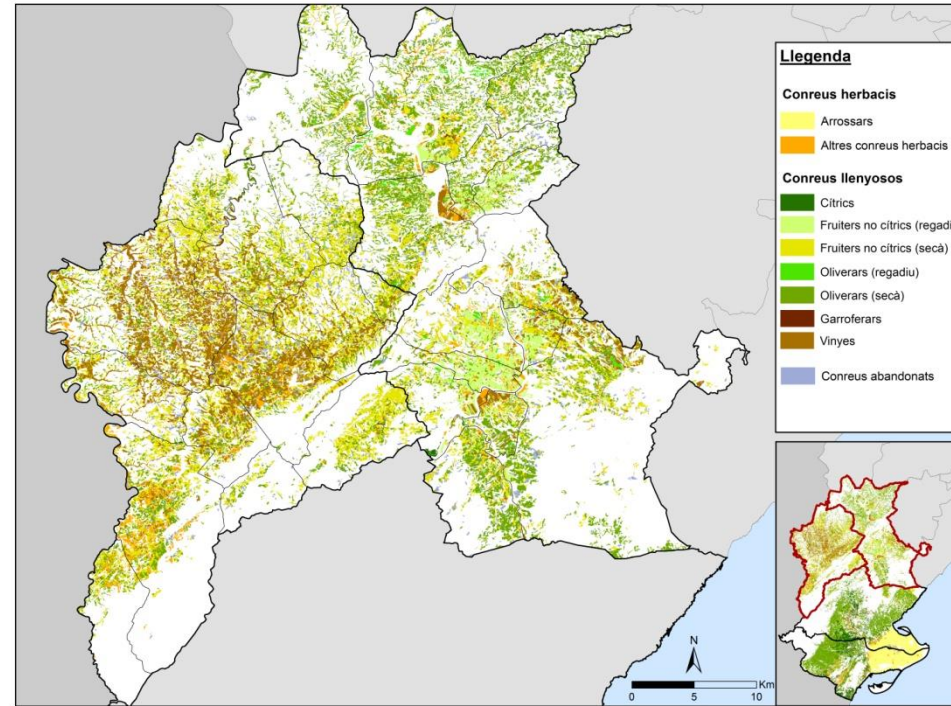 Llegenda
Conreus herbacis
Arrossars
Altres conreus herbacis
Conreus llenyosos
Cítrics
Fruiters no cítrics (regadi
Fruiters no cítrics (secà)
Oliverars (regadiu)
Oliverars (secà)
Garroferars
Vinyes
Conreus abandonats
N
Km
0 5 10